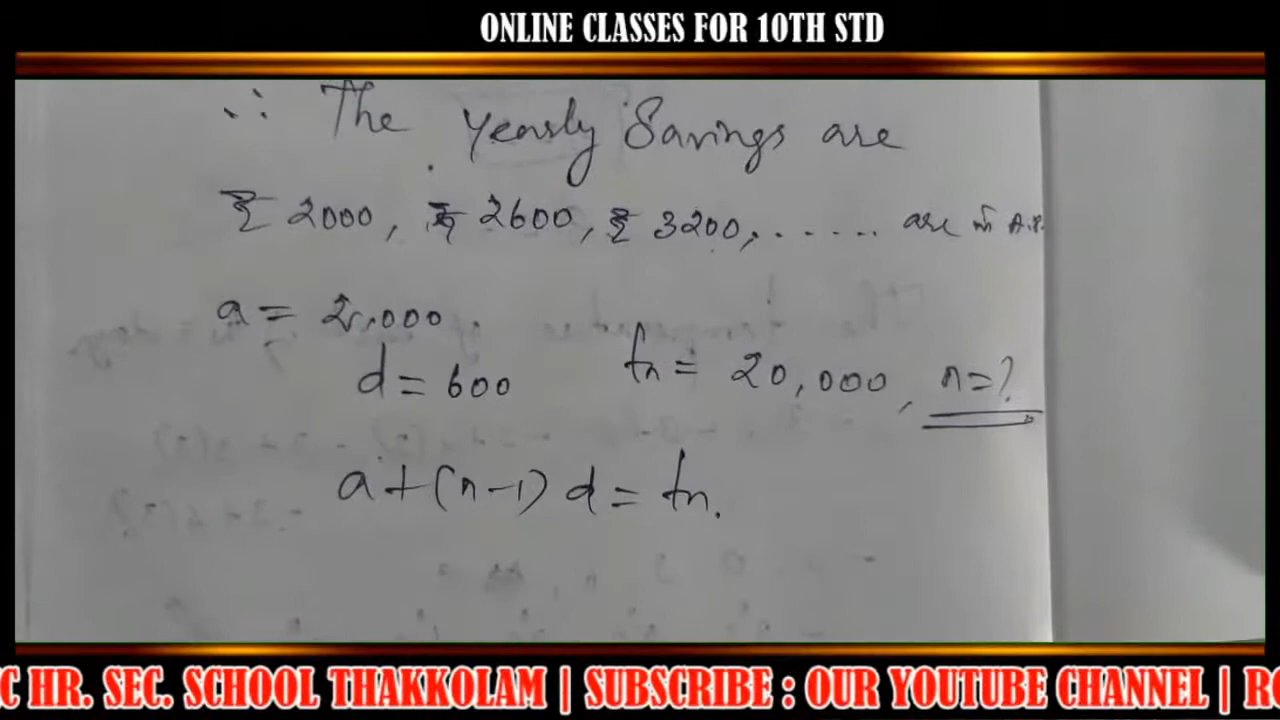 ONLINE CLASSES FOR 10TH STD
∴ The Yearly Savings are
₹ 2000, ₹ 2600, ₹ 3200, ...... are in A.P.
a = 2,000.
d = 600 tn = 20,000, n=?
a+(n-1) d = tn.
C HR. SEC. SCHOOL THAKKOLAM | SUBSCRIBE : OUR YOUTUBE CHANNEL | RO